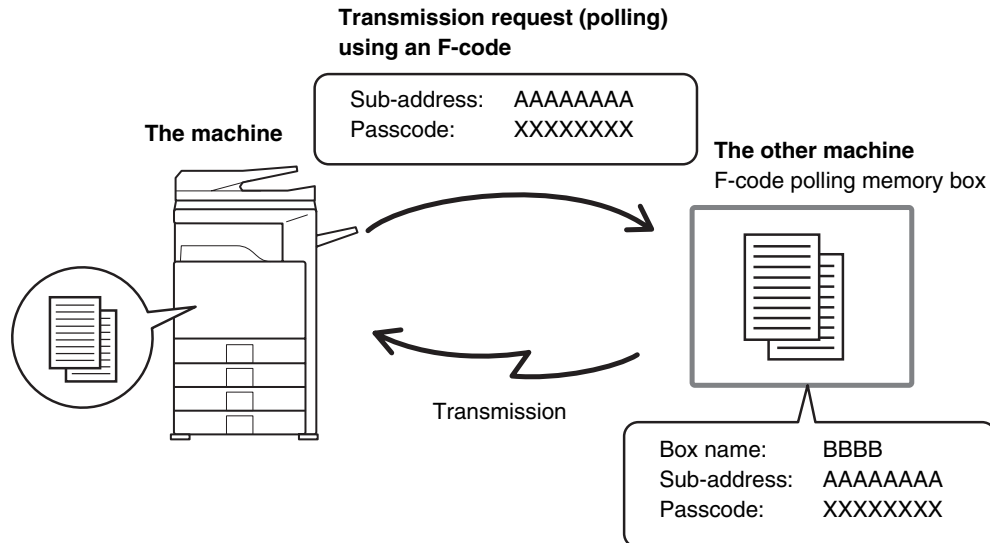 Transmission request (polling)
using an F-code
Sub-address: AAAAAAAA
Passcode: XXXXXXXX
The machine
The other machine
F-code polling memory box
Transmission
Box name: BBBB
Sub-address: AAAAAAAA
Passcode: XXXXXXXX